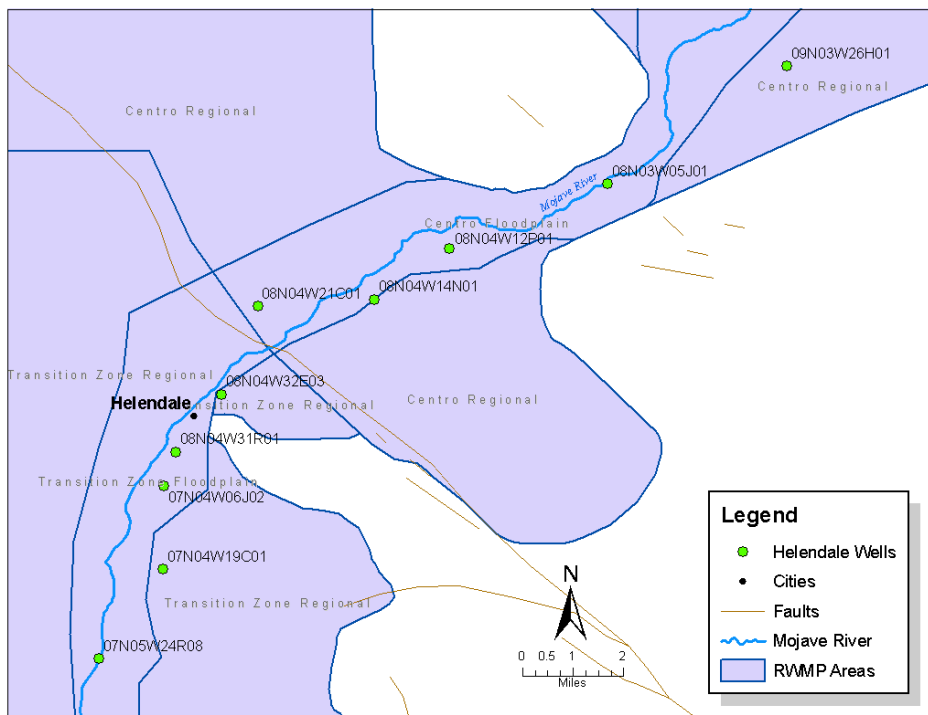 09N03W26H01
Centro Regional
Centro Regional
08N03W05J01
Mojave River
Centro Floodplain
08N04W12P01
08N04W21C01
08N04W14N01
Transition Zone Regional
08N04W32E03
Helendale
Transition Zone Regional
Centro Regional
08N04W31R01
Transition Zone Floodplain
07N04W06J02
07N04W19C01
Transition Zone Regional
07N05W24R08
N
0 0.5 1 2
Miles
Legend
Helendale Wells
Cities
Faults
Mojave River
RWMP Areas